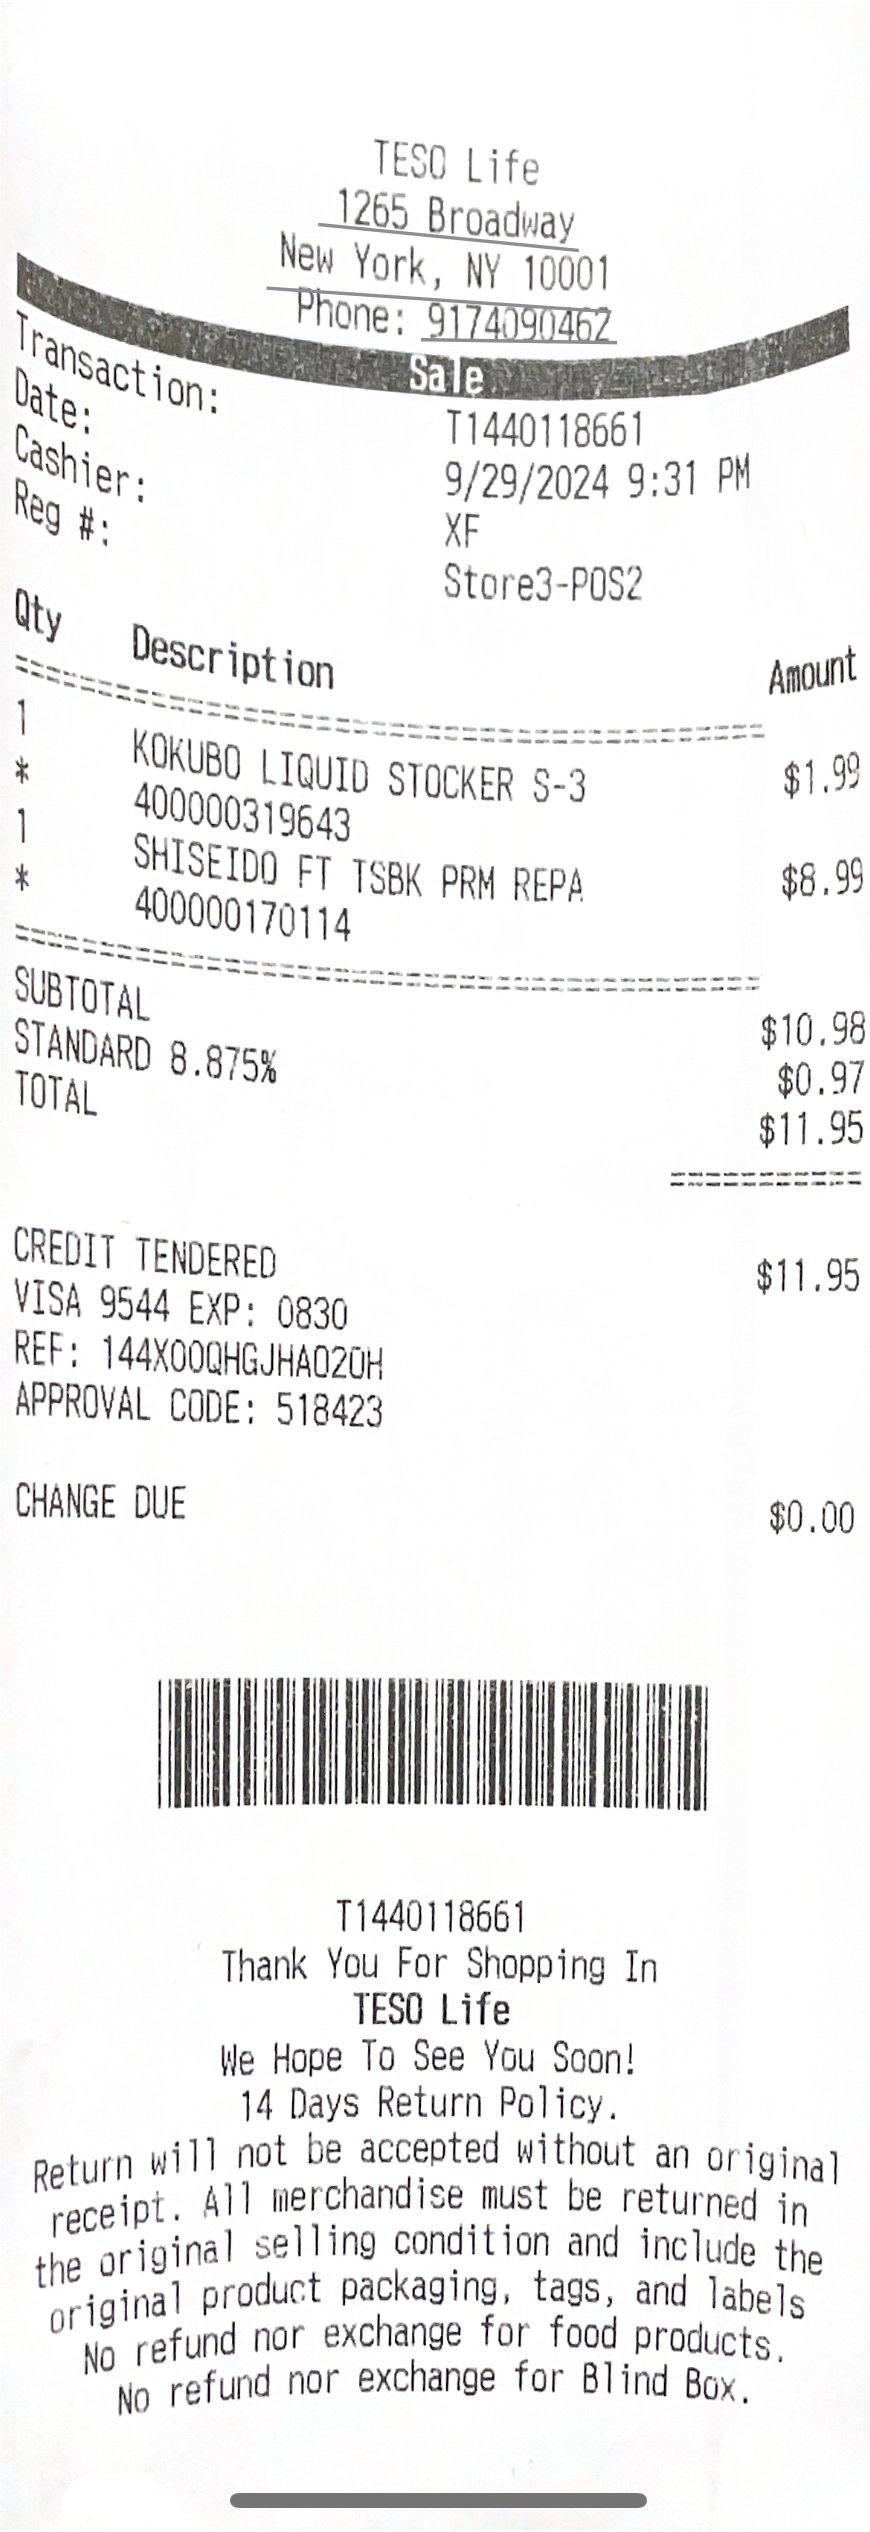 TESO Life
1265 Broadway
New York, NY 10001
Phone: 9174090462
Sale
Transaction: T1440118661
Date: 9/29/2024 9:31 PM
Cashier: XF
Reg #: Store3-POS2
Qty Description Amount
1 KOKUBO LIQUID STOCKER S-3 $1.99
* 400000319643
1 SHISEIDO FT TSBK PRM REPA $8.99
* 400000170114
SUBTOTAL $10.98
STANDARD 8.875% $0.97
TOTAL $11.95
CREDIT TENDERED $11.95
VISA 9544 EXP: 0830
REF: 144X00QHGJHA020H
APPROVAL CODE: 518423
CHANGE DUE $0.00
T1440118661
Thank You For Shopping In
TESO Life
We Hope To See You Soon!
14 Days Return Policy.
Return will not be accepted without an original
receipt. All merchandise must be returned in
the original selling condition and include the
original product packaging, tags, and labels
No refund nor exchange for food products.
No refund nor exchange for Blind Box.